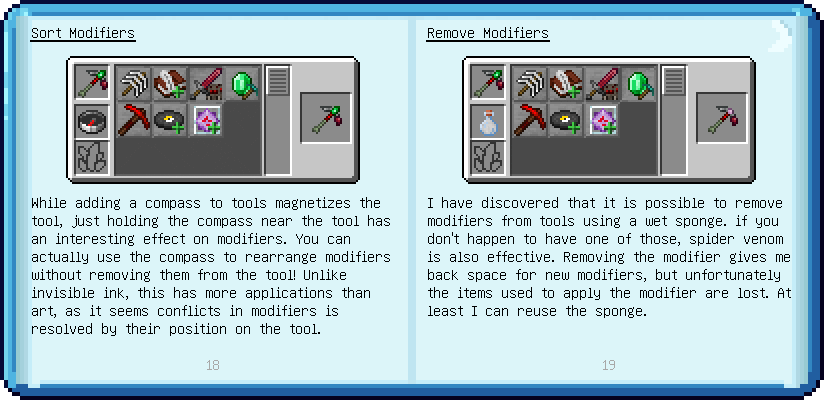 Sort Modifiers
While adding a compass to tools magnetizes the
tool, just holding the compass near the tool has
an interesting effect on modifiers. You can
actually use the compass to rearrange modifiers
without removing them from the tool! Unlike
invisible ink, this has more applications than
art, as it seems conflicts in modifiers is
resolved by their position on the tool.
18
Remove Modifiers
I have discovered that it is possible to remove
modifiers from tools using a wet sponge. if you
don't happen to have one of those, spider venom
is also effective. Removing the modifier gives me
back space for new modifiers, but unfortunately
the items used to apply the modifier are lost. At
least I can reuse the sponge.
19